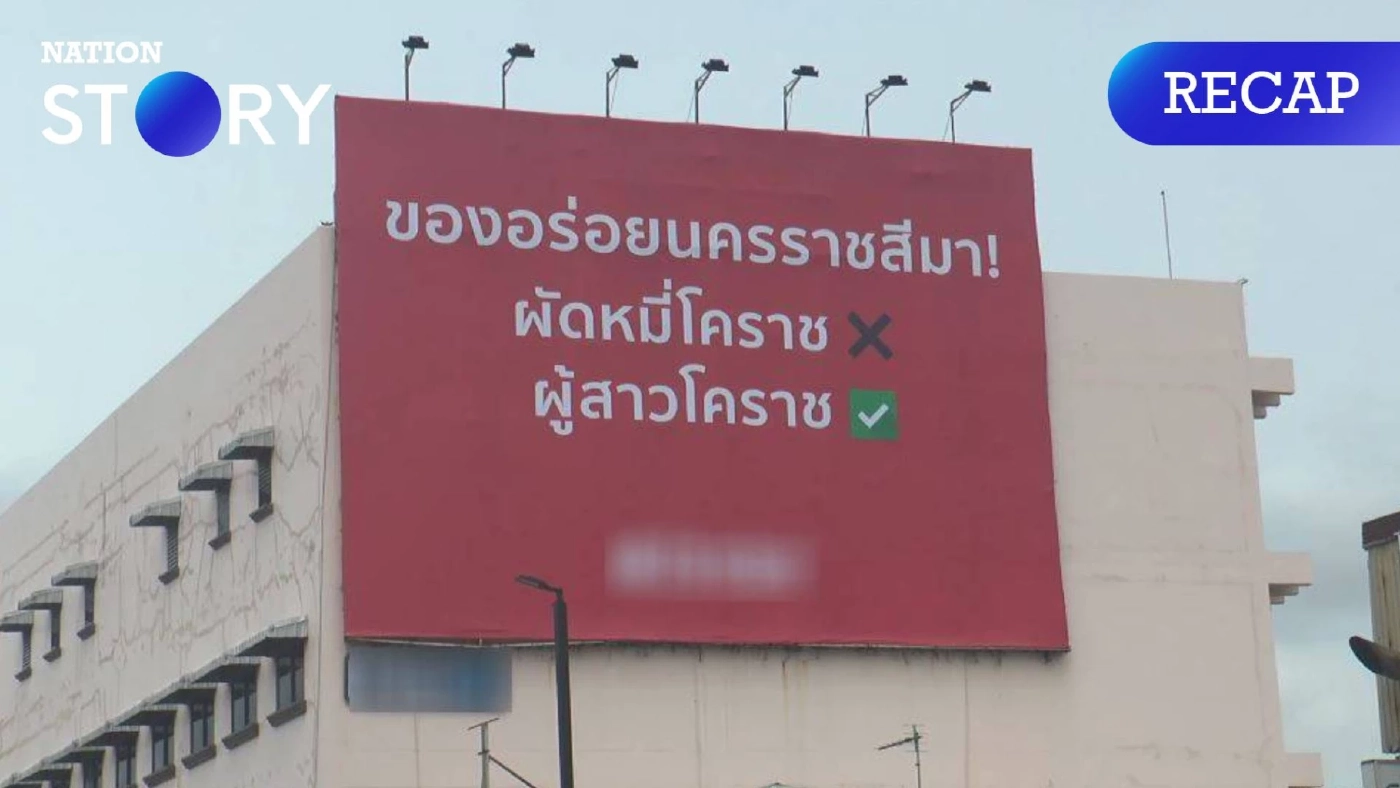 NATION
STORY
RECAP
ของอร่อยนครราชสีมา!
ผัดหมี่โคราช ❌
ผู้สาวโคราช ✅